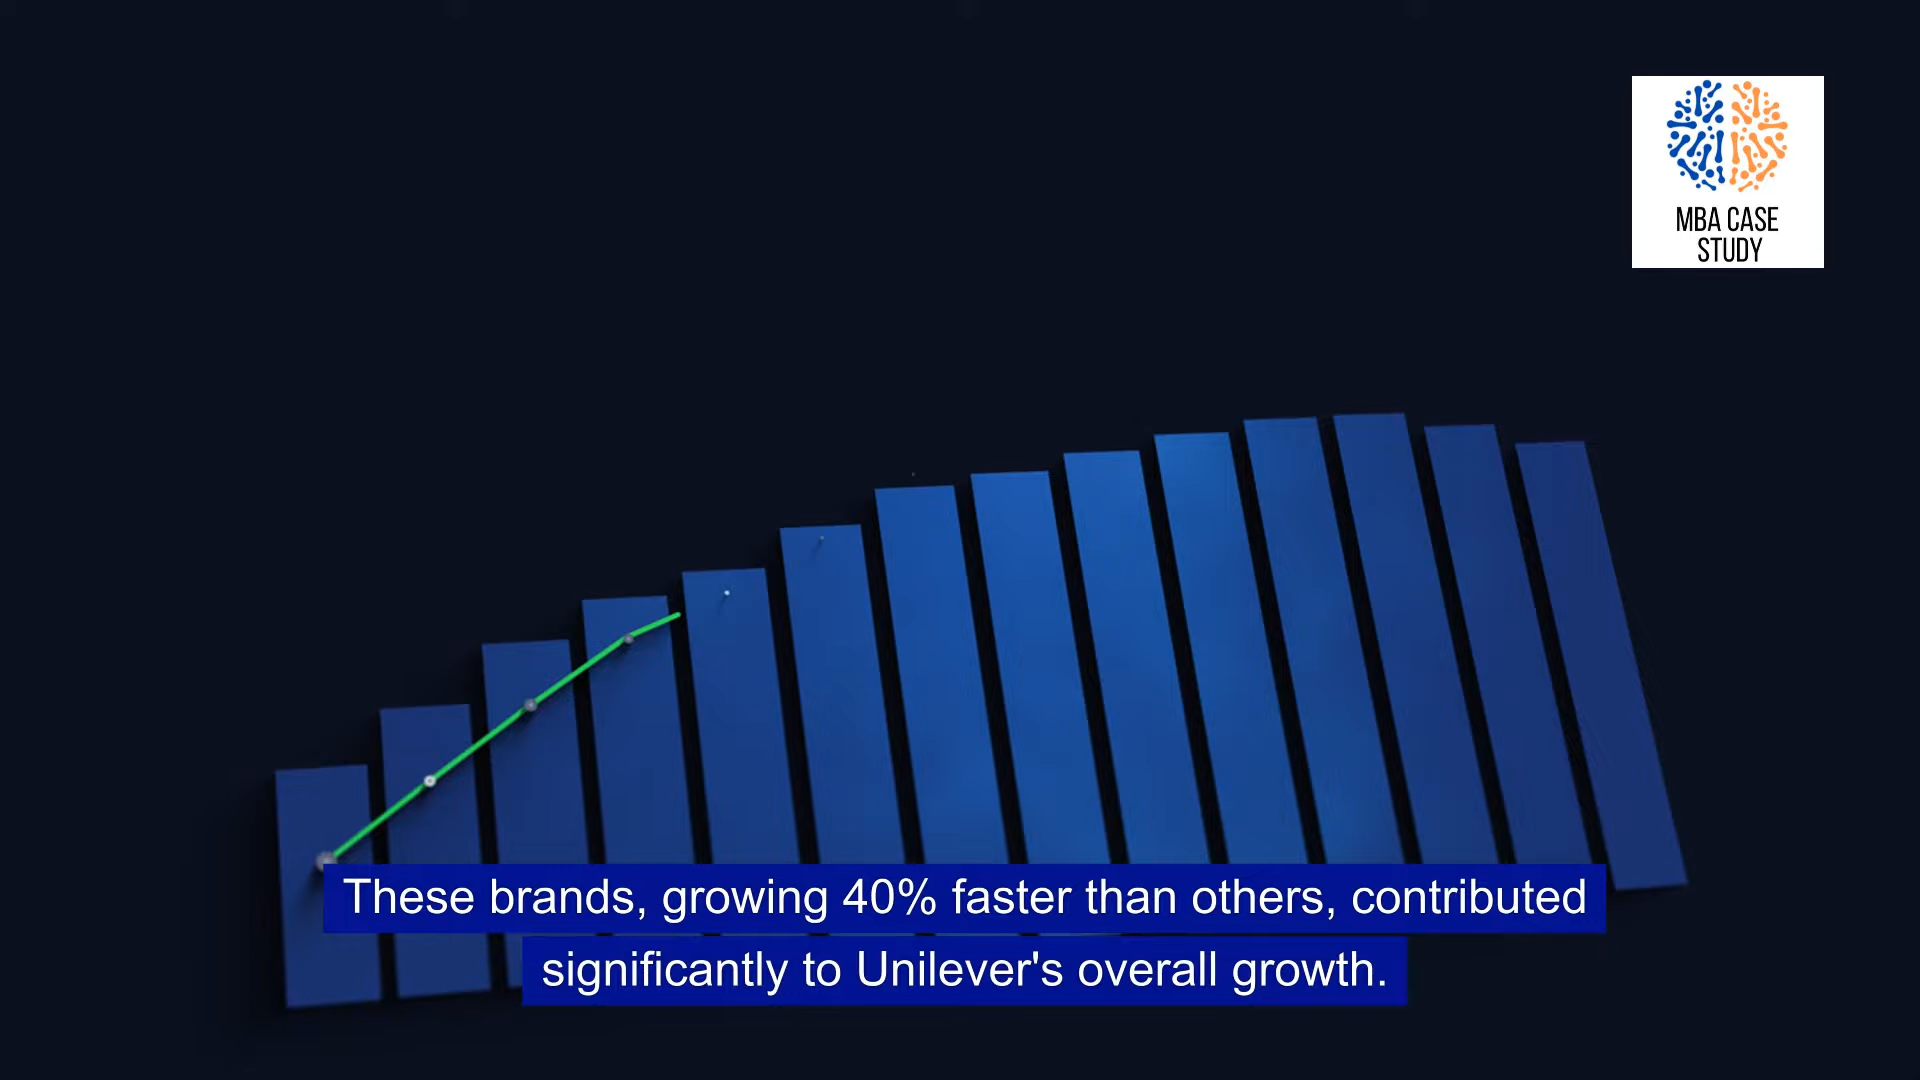 MBA CASE
STUDY
These brands, growing 40% faster than others, contributed
significantly to Unilever's overall growth.